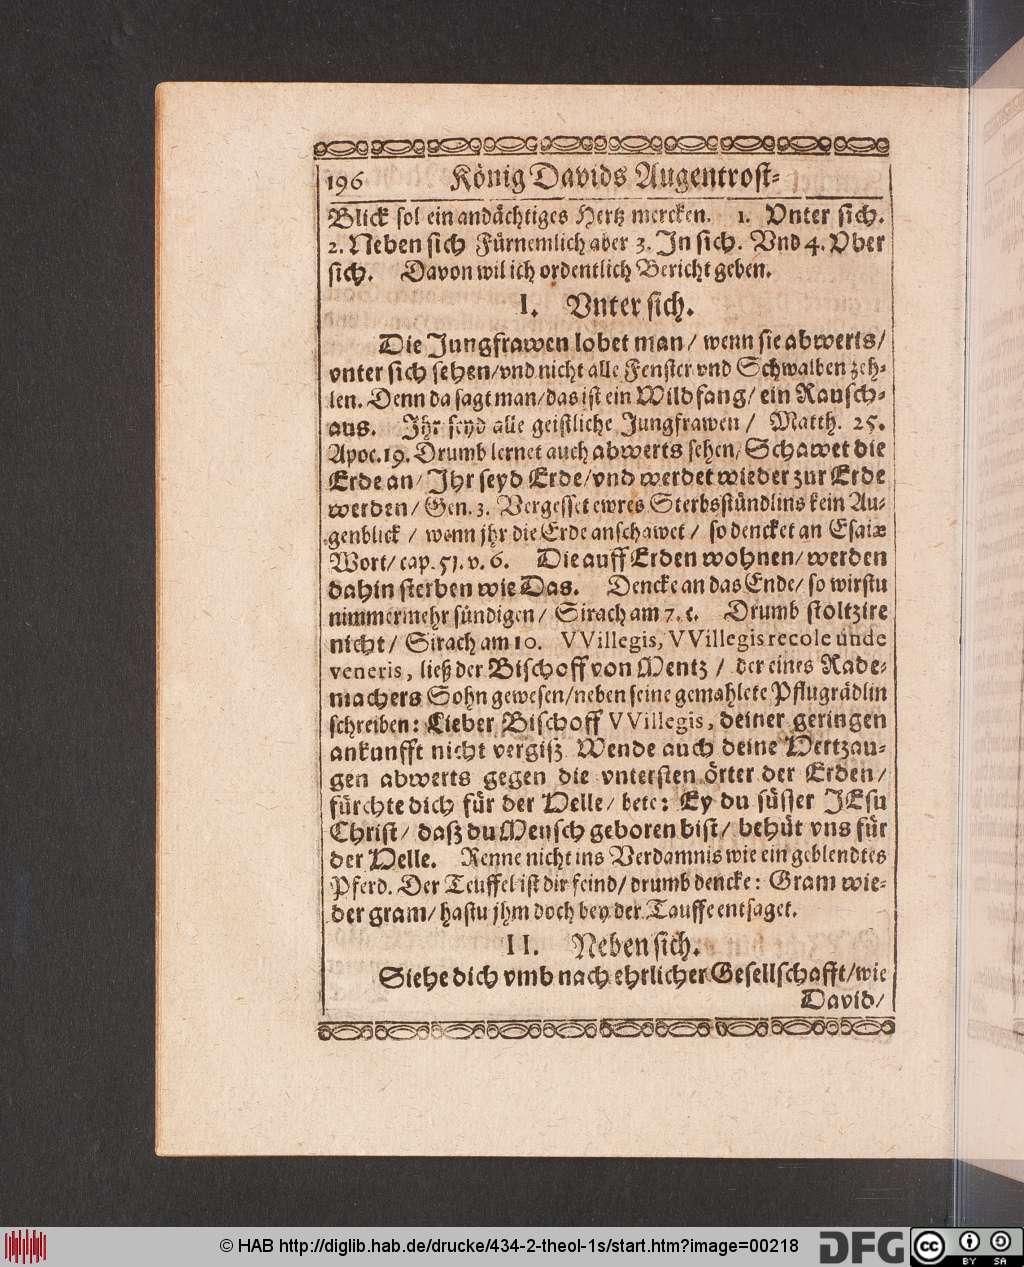 196 König Davids Augentrost-
Blick sol ein andächtiges Hertz mercken. 1. Vnter sich.
2. Neben sich Fürnemlich aber 3. In sich. Vnd 4. Vber
sich. Davon wil ich ordentlich Bericht geben.
I. Vnter sich.
Die Jungfrawen lobet man/ wenn sie abwerts/
vnter sich sehen/vnd nicht alle Fenster vnd Schwalben zeh-
len. Denn da sagt man/das ist ein Wildfang/ ein Rausch-
aus. Ihr seyd alle geistliche Jungfrawen/ Matth. 25.
Apoc. 19. Drumb lernet auch abwerts sehen/ Schawet die
Erde an/ Ihr seyd Erde/vnd werdet wieder zur Erde
werden/ Gen. 3. Vergesset ewres Sterbsstündlins kein Au-
genblick/ wenn jhr die Erde anschawet/ so dencket an Esaiæ
Wort/ cap. 51. v. 6. Die auff Erden wohnen/ werden
dahin sterben wie Das. Dencke an das Ende/ so wirstu
nimmermehr sündigen/ Sirach am 7. c. Drumb stoltzire
nicht/ Sirach am 10. VVillegis, VVillegis recole unde
veneris, ließ der Bischoff von Mentz/ der eines Rade-
machers Sohn gewesen/neben seine gemahlete Pflugrädlin
schreiben: Lieber Bischoff VVillegis, deiner geringen
ankunfft nicht vergiß. Wende auch deine Hertzau-
gen abwerts gegen die vntersten örter der Erden/
fürchte dich für der Helle/ bete: Ey du süsser JEsu
Christ/ daß du Mensch geboren bist/ behüt vns für
der Helle. Renne nicht ins Verdamnis wie ein geblendtes
Pferd. Der Teuffel ist dir feind/ drumb dencke: Gram wie-
der gram/ hastu jhm doch bey der Tauffe entsaget.
II. Neben sich.
Siehe dich vmb nach ehrlicher Gesellschafft/wie
David/
© HAB http://diglib.hab.de/drucke/434-2-theol-1s/start.htm?image=00218
DFG
cc
BY SA